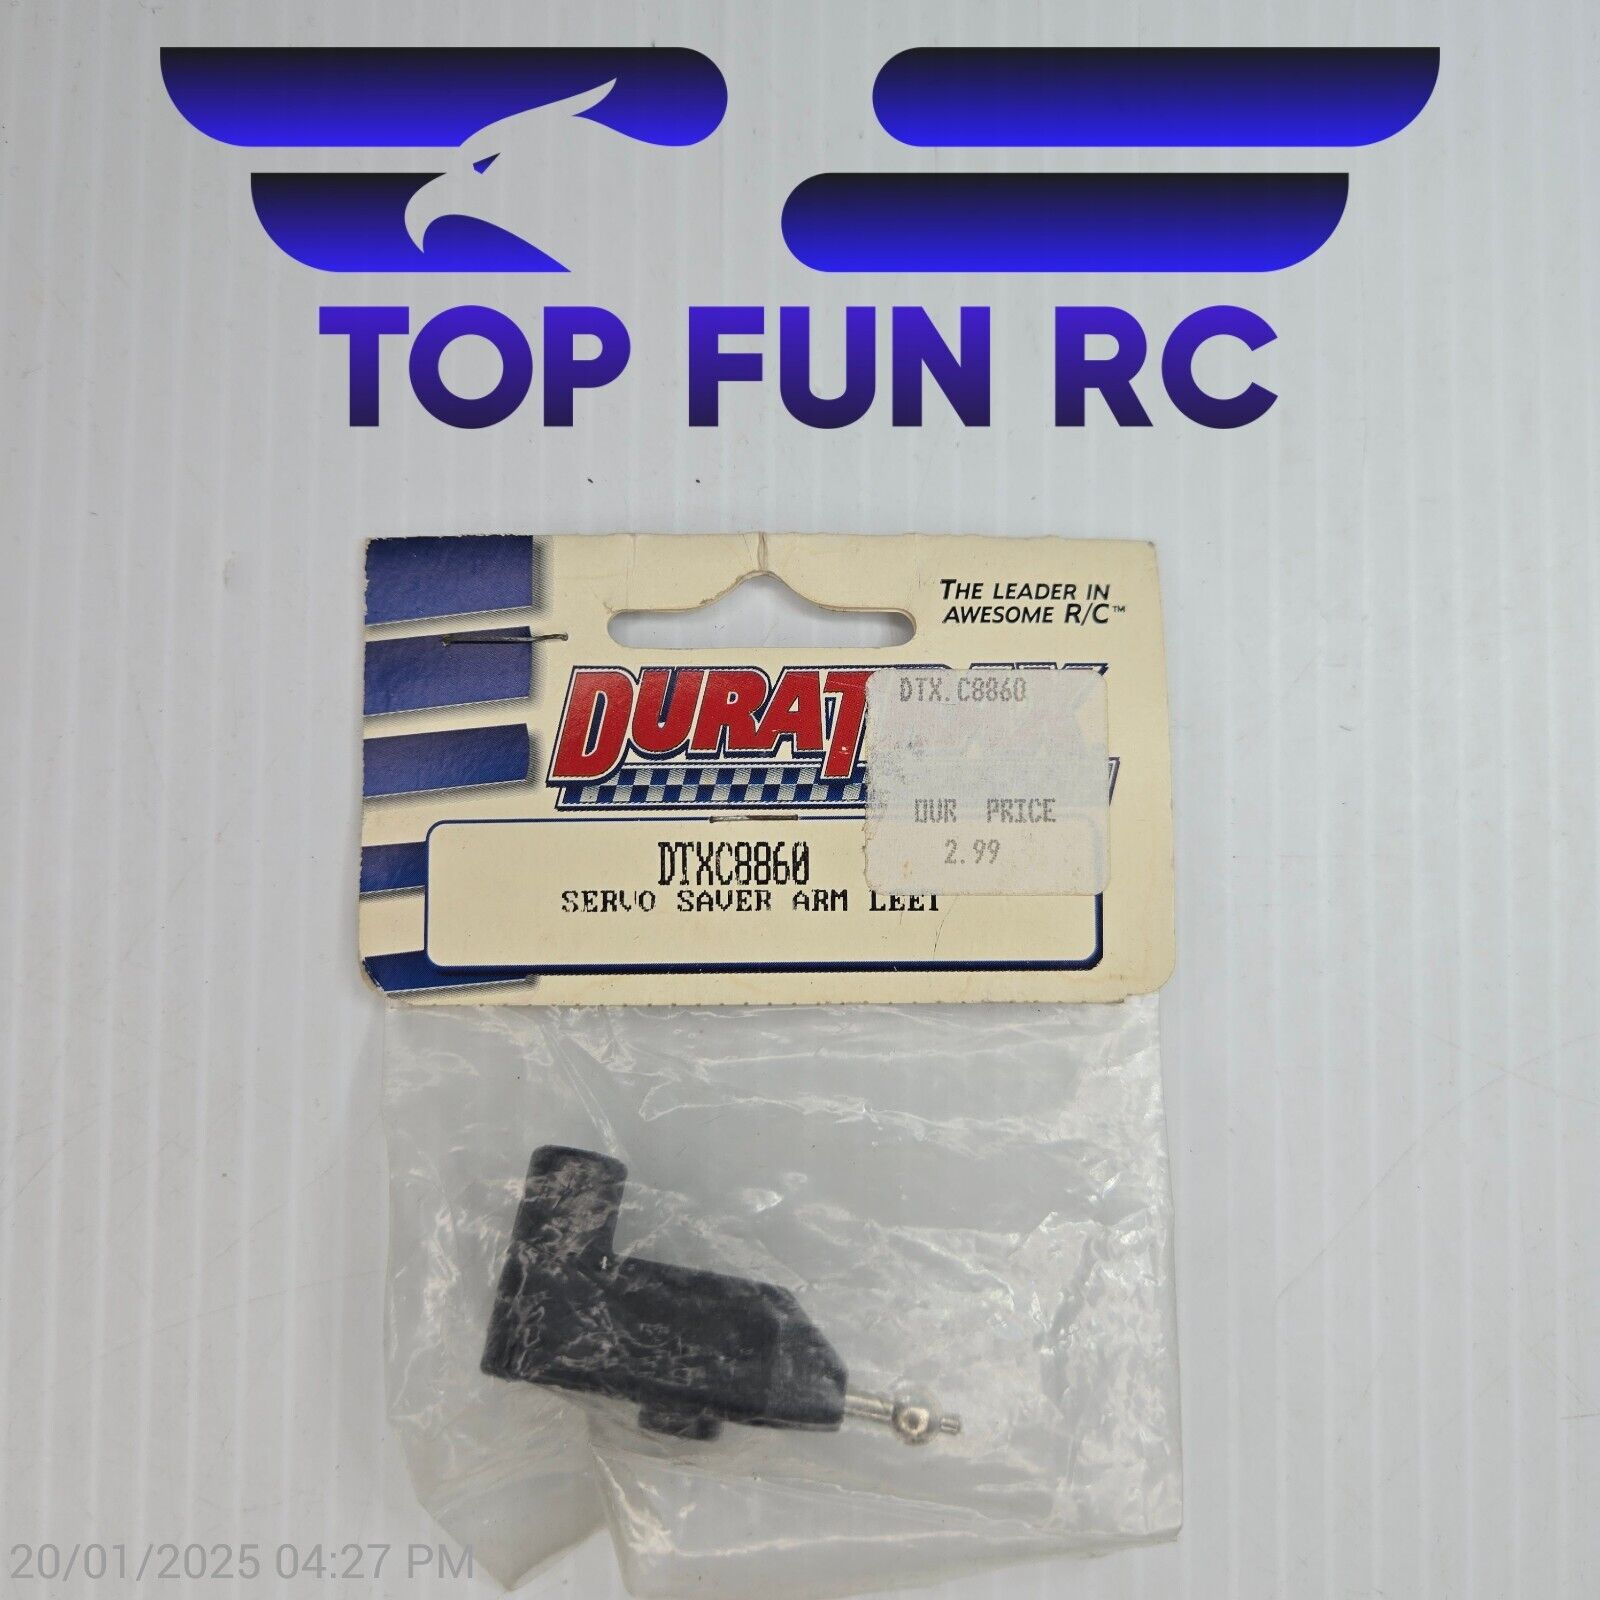 TOP FUN RC
THE LEADER IN
AWESOME R/C™
DURATRAX
DTX.C8860
OUR PRICE
2.99
DTXC8860
SERVO SAVER ARM LEFT
20/01/2025 04:27 PM